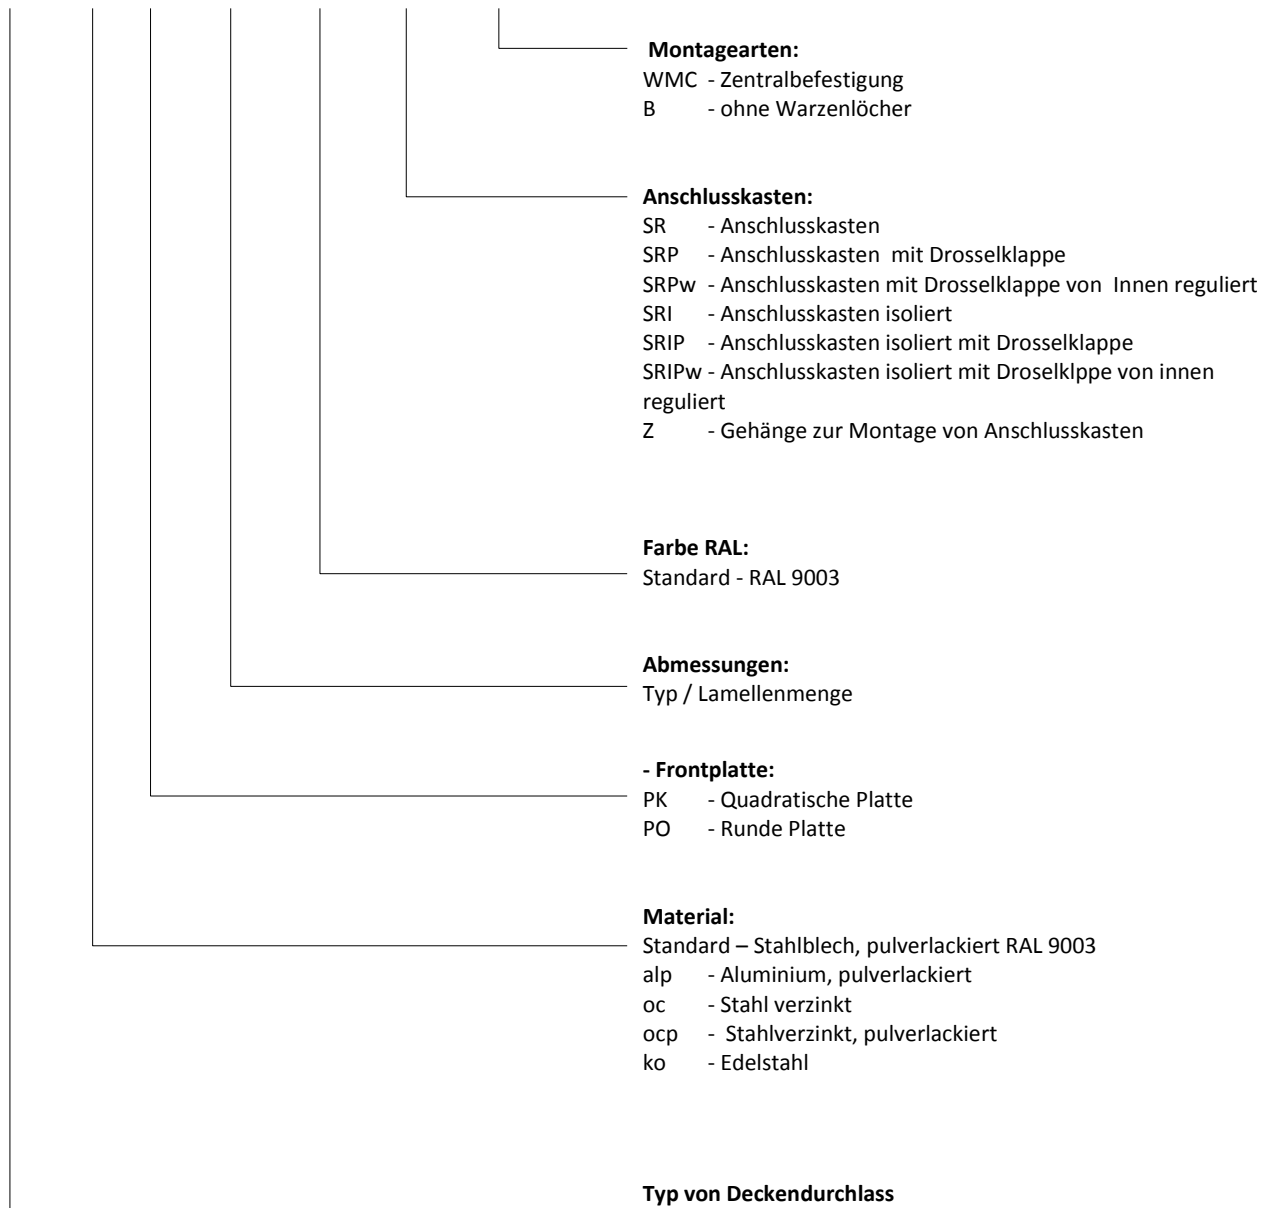 Montagearten:
WMC - Zentralbefestigung
B - ohne Warzenlöcher
Anschlusskasten:
SR - Anschlusskasten
SRP - Anschlusskasten mit Drosselklappe
SRPw - Anschlusskasten mit Drosselklappe von Innen reguliert
SRI - Anschlusskasten isoliert
SRIP - Anschlusskasten isoliert mit Drosselklappe
SRIPw - Anschlusskasten isoliert mit Droselklppe von innen
reguliert
Z - Gehänge zur Montage von Anschlusskasten
Farbe RAL:
Standard - RAL 9003
Abmessungen:
Typ / Lamellenmenge
- Frontplatte:
PK - Quadratische Platte
PO - Runde Platte
Material:
Standard – Stahlblech, pulverlackiert RAL 9003
alp - Aluminium, pulverlackiert
oc - Stahl verzinkt
ocp - Stahlverzinkt, pulverlackiert
ko - Edelstahl
Typ von Deckendurchlass